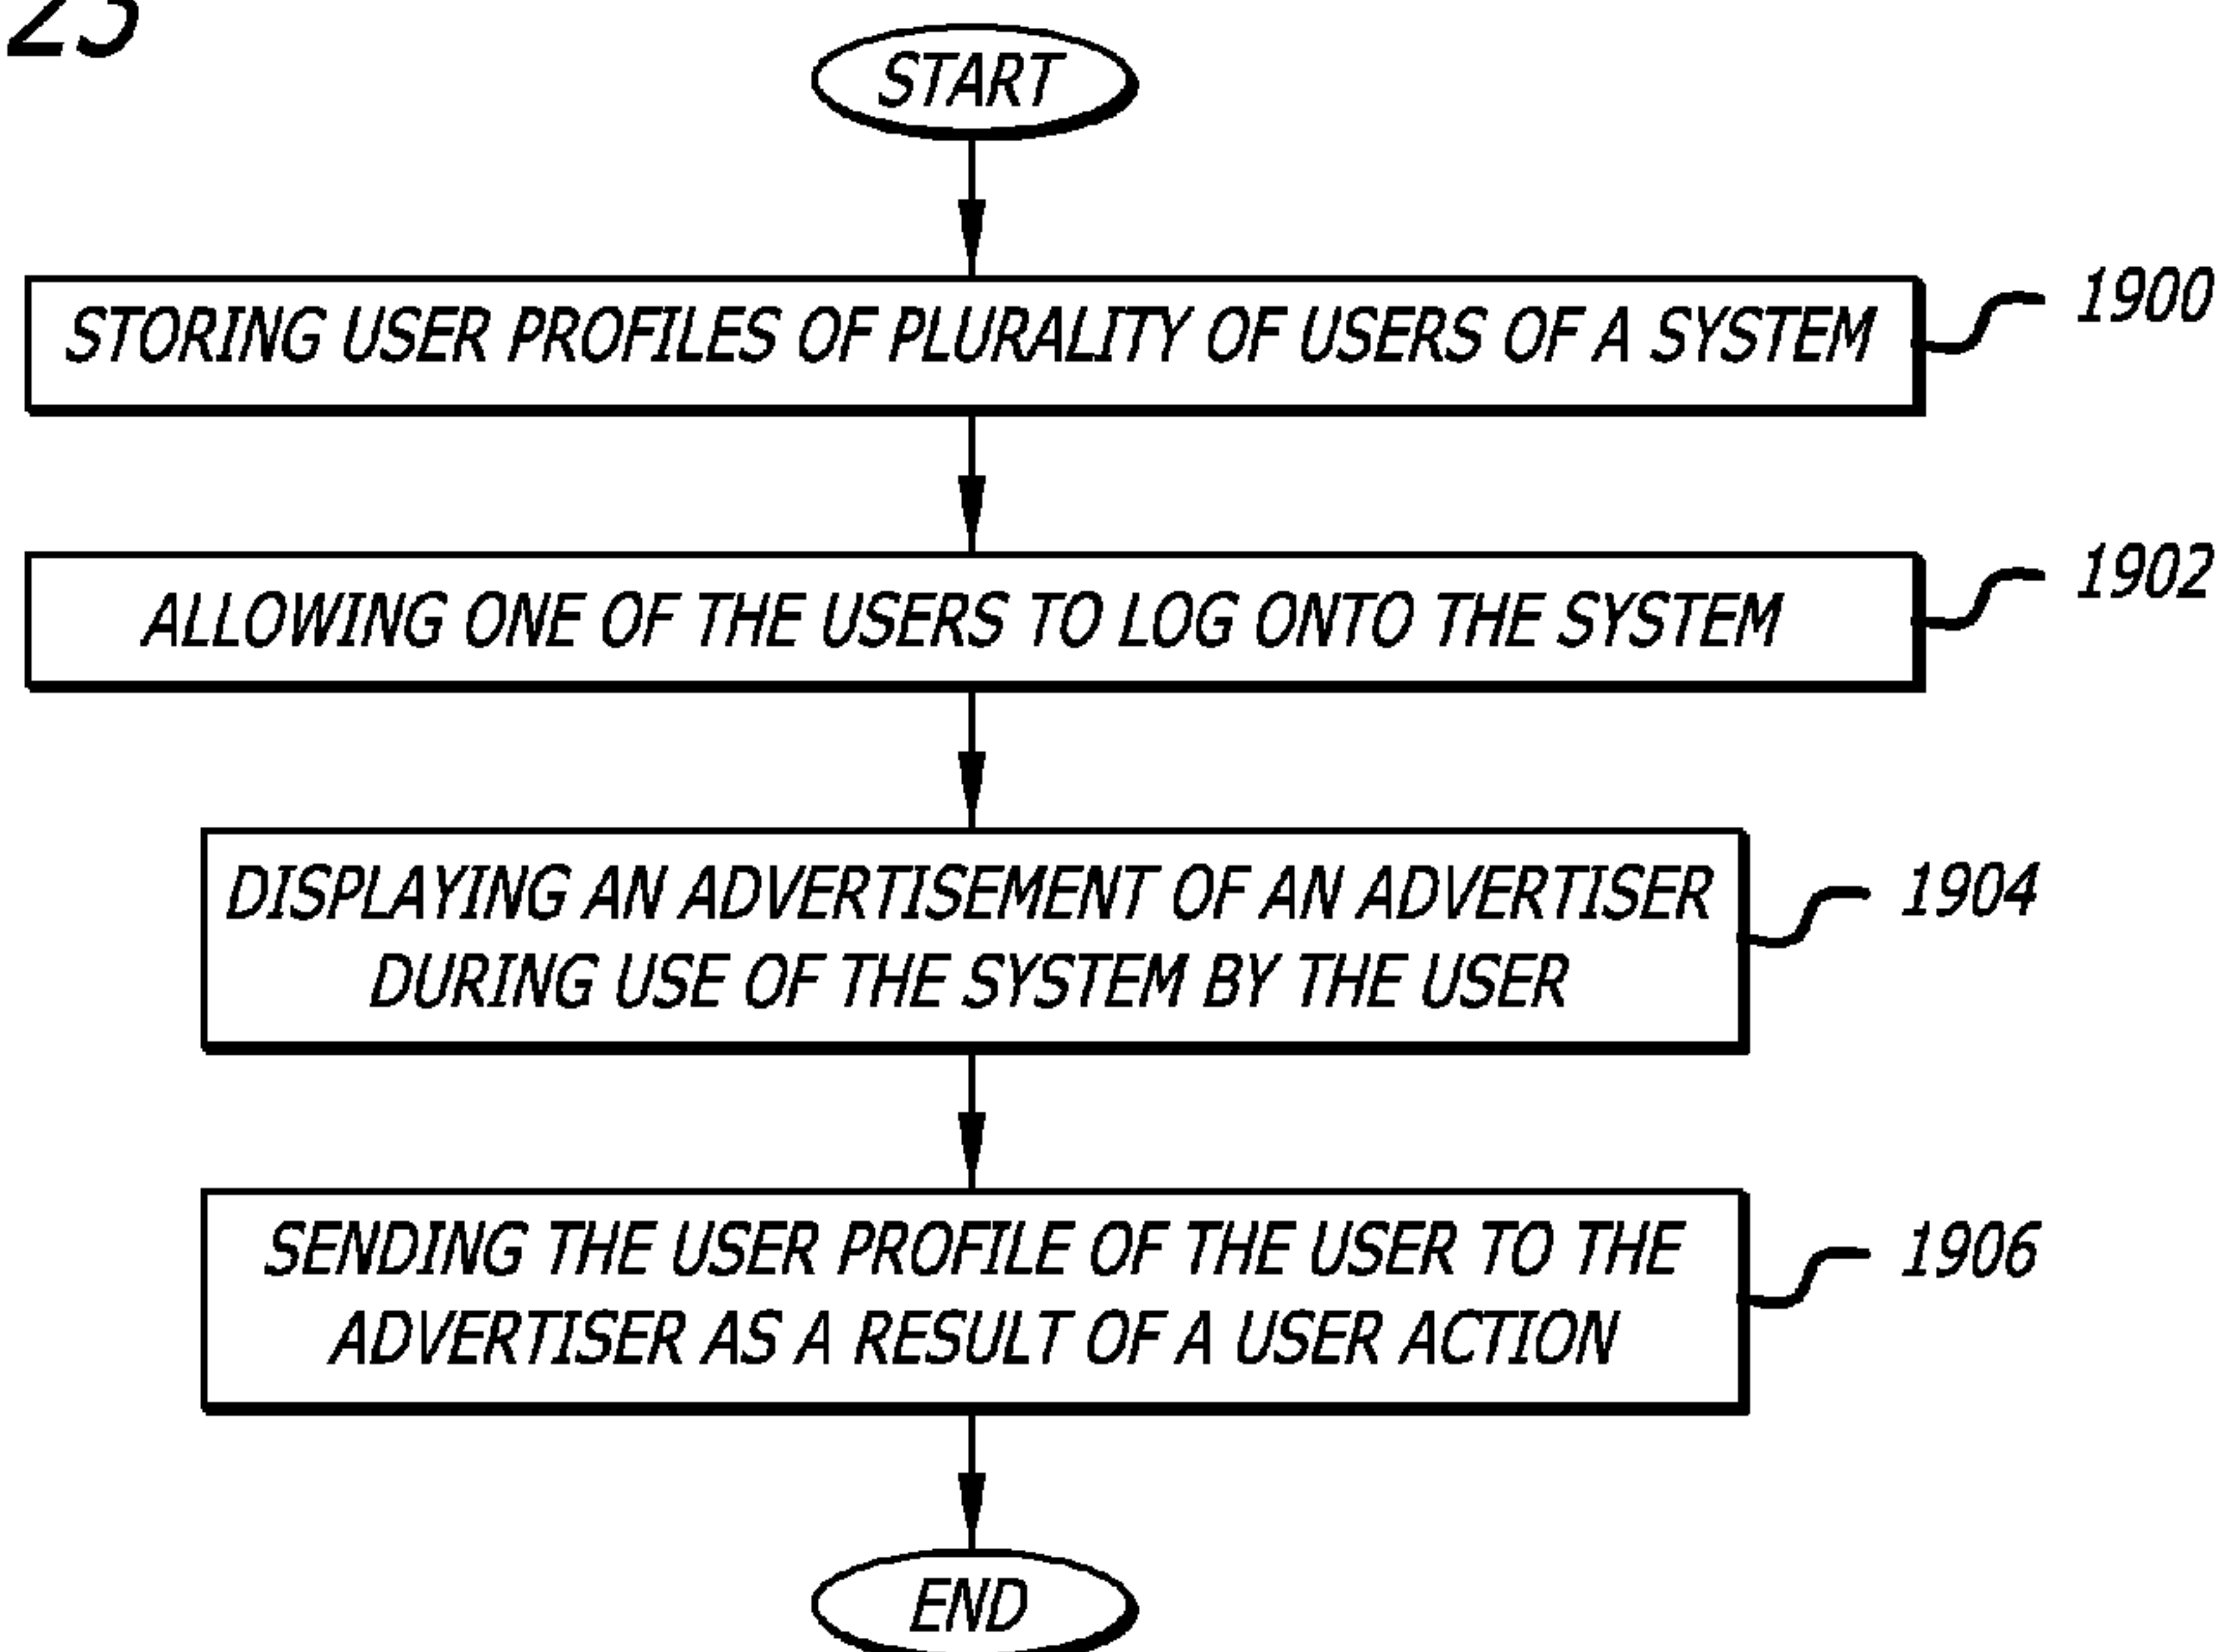 23
START
STORING USER PROFILES OF PLURALITY OF USERS OF A SYSTEM
1900
ALLOWING ONE OF THE USERS TO LOG ONTO THE SYSTEM
1902
DISPLAYING AN ADVERTISEMENT OF AN ADVERTISER
DURING USE OF THE SYSTEM BY THE USER
1904
SENDING THE USER PROFILE OF THE USER TO THE
ADVERTISER AS A RESULT OF A USER ACTION
1906
END